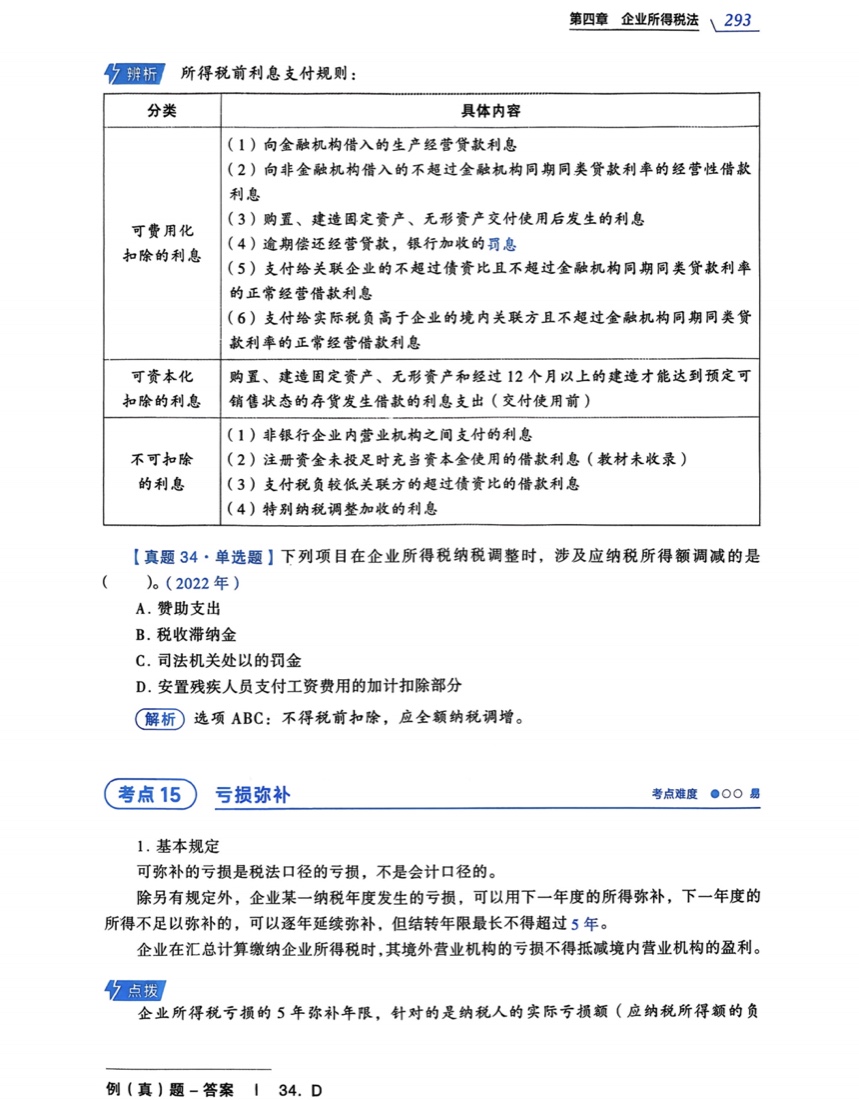 第四章 企业所得税法 293
辨析 所得税前利息支付规则：
分类 具体内容
可费用化
扣除的利息
（1）向金融机构借入的生产经营贷款利息
（2）向非金融机构借入的不超过金融机构同期同类贷款利率的经营性借款
利息
（3）购置、建造固定资产、无形资产交付使用后发生的利息
（4）逾期偿还经营贷款，银行加收的罚息
（5）支付给关联企业的不超过债资比且不超过金融机构同期同类贷款利率
的正常经营借款利息
（6）支付给实际税负高于企业的境内关联方且不超过金融机构同期同类贷
款利率的正常经营借款利息
可资本化
扣除的利息
购置、建造固定资产、无形资产和经过 12 个月以上的建造才能达到预定可
销售状态的存货发生借款的利息支出（交付使用前）
不可扣除
的利息
（1）非银行企业内营业机构之间支付的利息
（2）注册资金未投足时充当资本金使用的借款利息（教材未收录）
（3）支付税负较低关联方的超过债资比的借款利息
（4）特别纳税调整加收的利息
【真题 34·单选题】下列项目在企业所得税纳税调整时，涉及应纳税所得额调减的是
（ ）。（2022 年）
A. 赞助支出
B. 税收滞纳金
C. 司法机关处以的罚金
D. 安置残疾人员支付工资费用的加计扣除部分
解析 选项 ABC：不得税前扣除，应全额纳税调增。
考点 15 亏损弥补 考点难度 ●○○ 易
1. 基本规定
可弥补的亏损是税法口径的亏损，不是会计口径的。
除另有规定外，企业某一纳税年度发生的亏损，可以用下一年度的所得弥补，下一年度的
所得不足以弥补的，可以逐年延续弥补，但结转年限最长不得超过 5 年。
企业在汇总计算缴纳企业所得税时，其境外营业机构的亏损不得抵减境内营业机构的盈利。
点拨
企业所得税亏损的 5 年弥补年限，针对的是纳税人的实际亏损额（应纳税所得额的负
例（真）题－答案 | 34. D